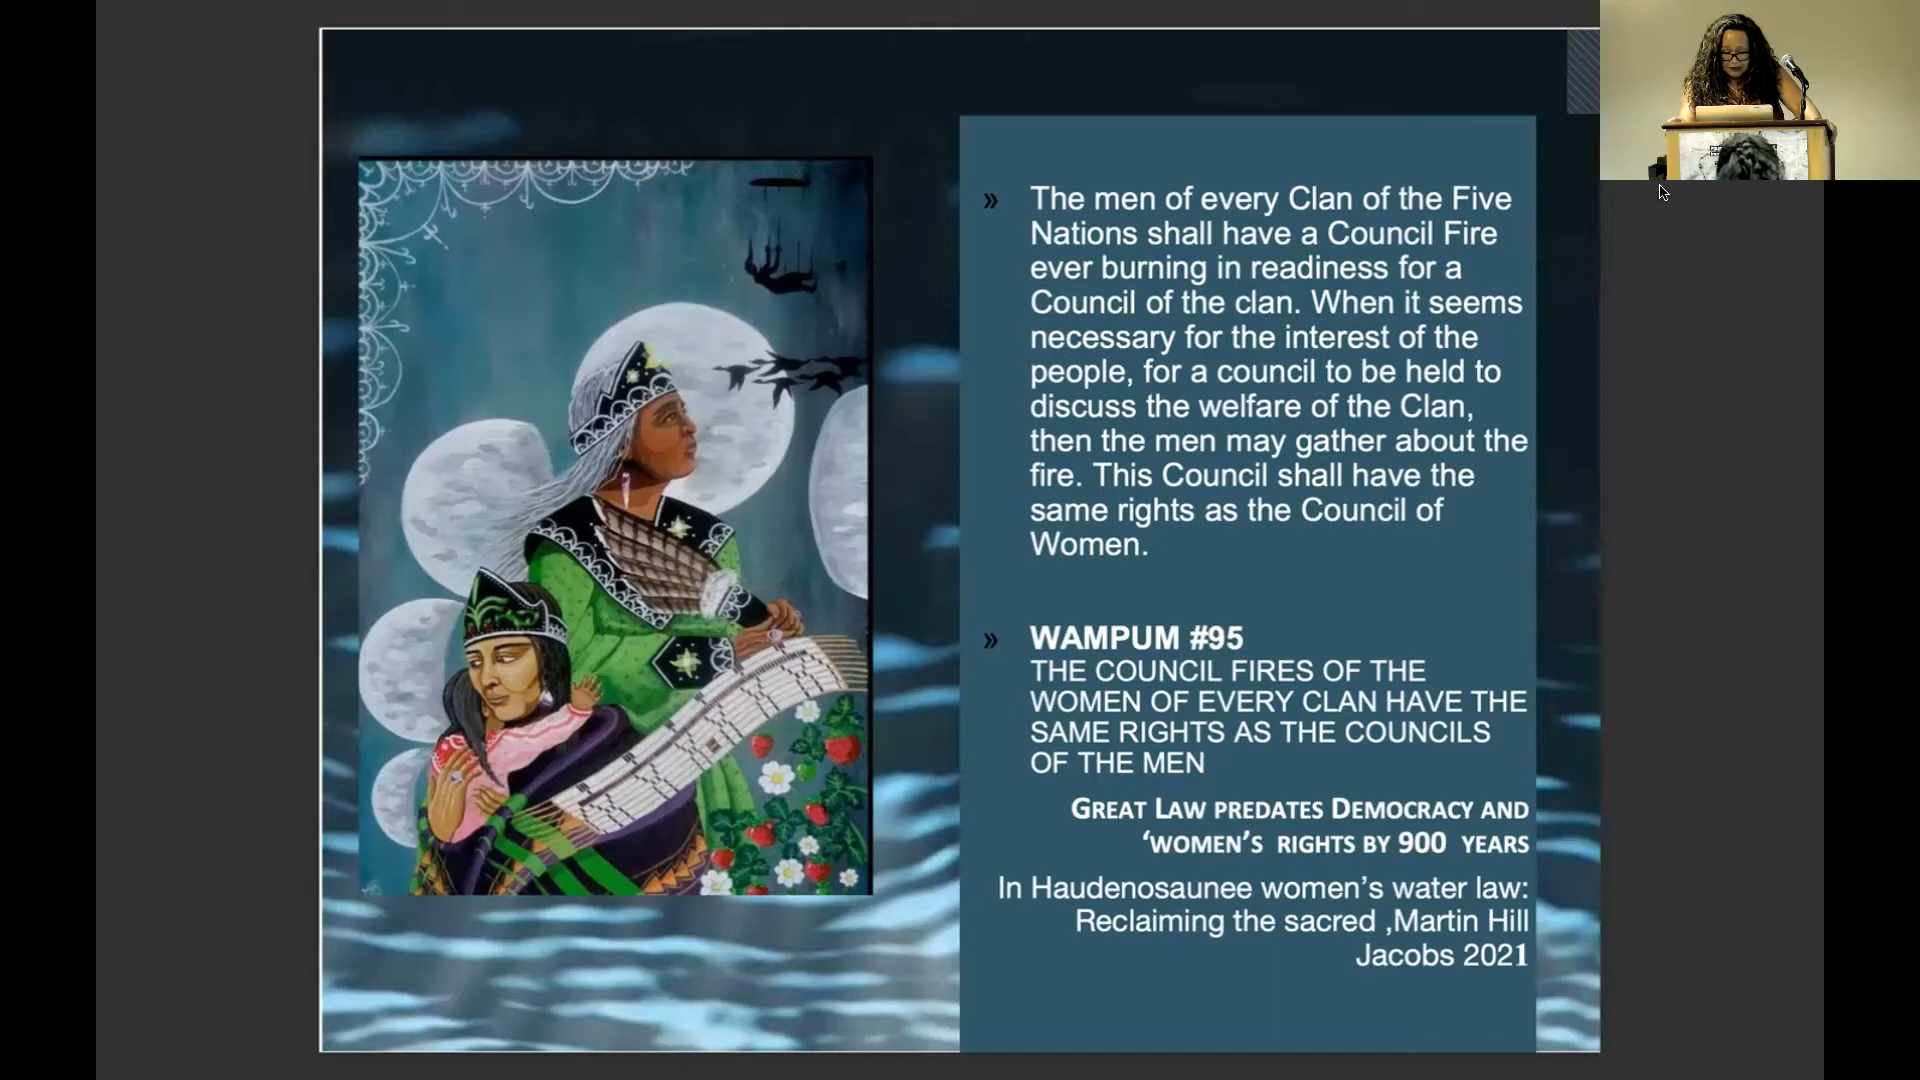 » The men of every Clan of the Five
Nations shall have a Council Fire
ever burning in readiness for a
Council of the clan. When it seems
necessary for the interest of the
people, for a council to be held to
discuss the welfare of the Clan,
then the men may gather about the
fire. This Council shall have the
same rights as the Council of
Women.
» WAMPUM #95
THE COUNCIL FIRES OF THE
WOMEN OF EVERY CLAN HAVE THE
SAME RIGHTS AS THE COUNCILS
OF THE MEN
GREAT LAW PREDATES DEMOCRACY AND
‘WOMEN’S RIGHTS BY 900 YEARS
In Haudenosaunee women’s water law:
Reclaiming the sacred ,Martin Hill
Jacobs 2021